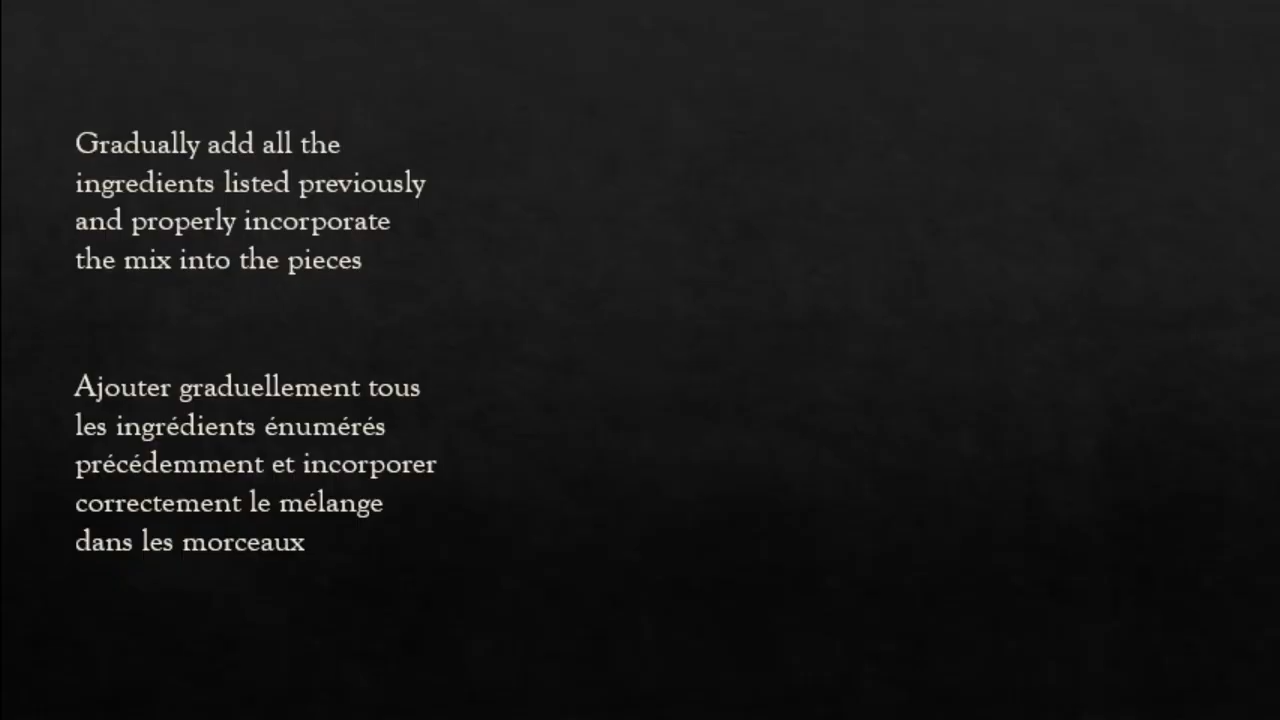 Gradually add all the
ingredients listed previously
and properly incorporate
the mix into the pieces
Ajouter graduellement tous
les ingrédients énumérés
précédemment et incorporer
correctement le mélange
dans les morceaux